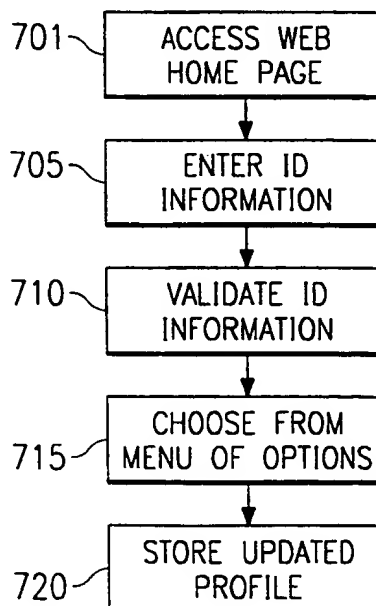 701
ACCESS WEB
HOME PAGE
705
ENTER ID
INFORMATION
710
VALIDATE ID
INFORMATION
715
CHOOSE FROM
MENU OF OPTIONS
720
STORE UPDATED
PROFILE